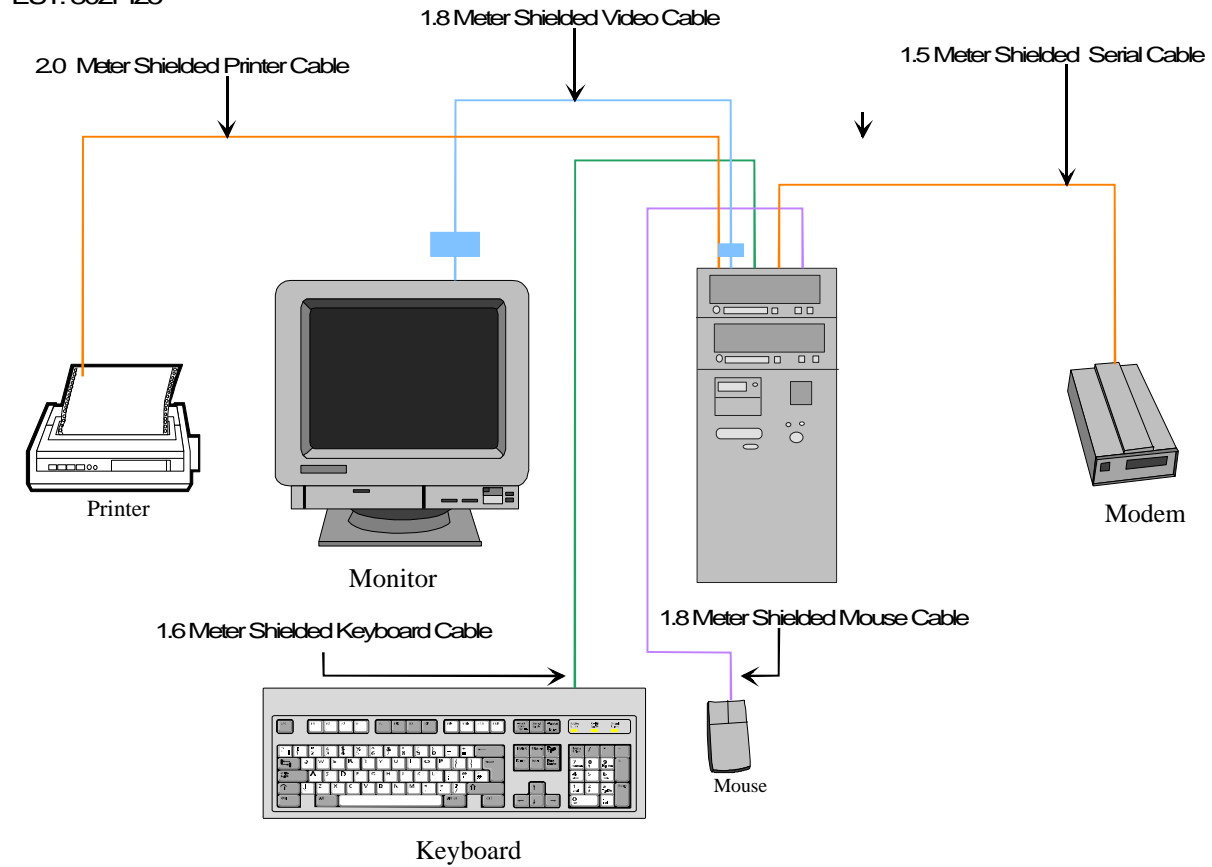 1.8 Meter Shielded Video Cable
2.0 Meter Shielded Printer Cable
1.5 Meter Shielded Serial Cable
Printer
Monitor
Modem
1.6 Meter Shielded Keyboard Cable
1.8 Meter Shielded Mouse Cable
Mouse
Keyboard